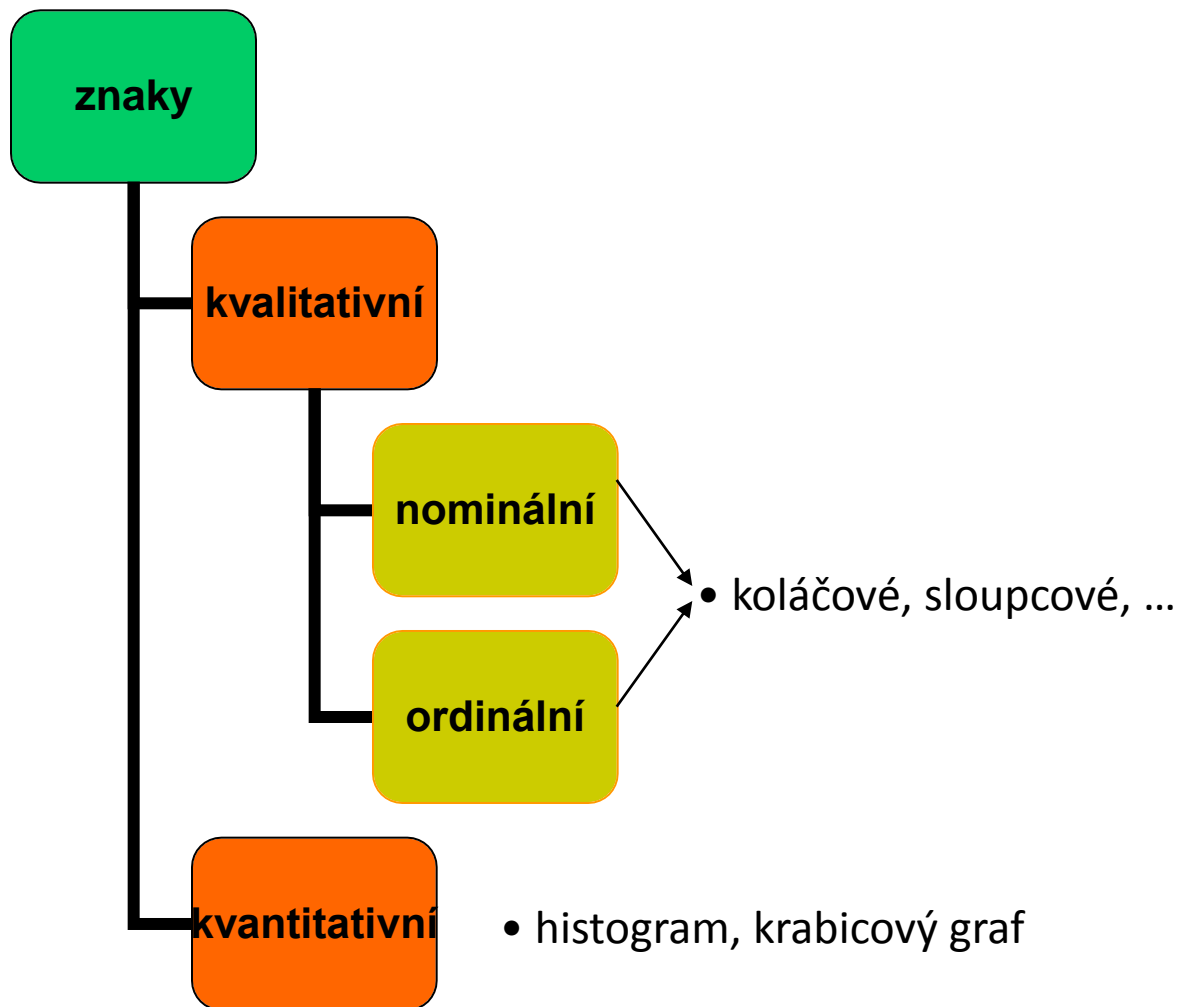 znaky
kvalitativní
nominální
• koláčové, sloupcové, ...
ordinální
kvantitativní
• histogram, krabicový graf